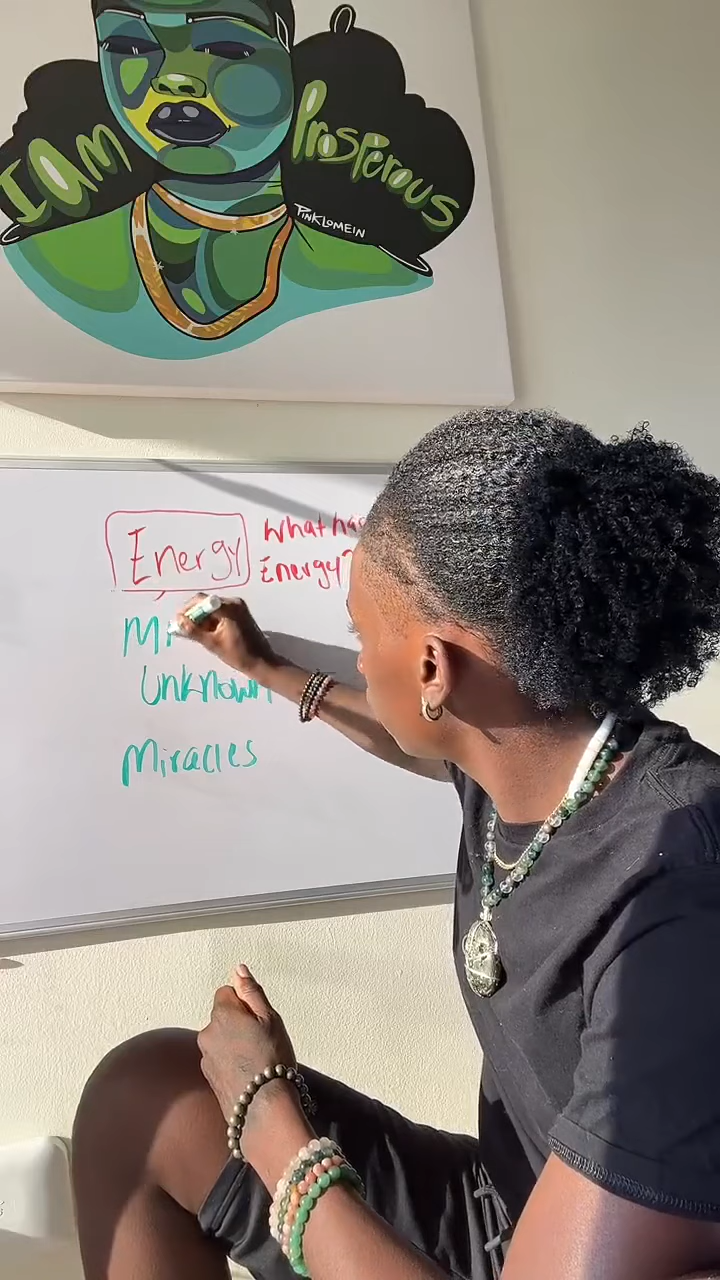 I am
Prosperous
PiNKLOMEiN
Energy
What has
Energy?
Unknown
Miracles